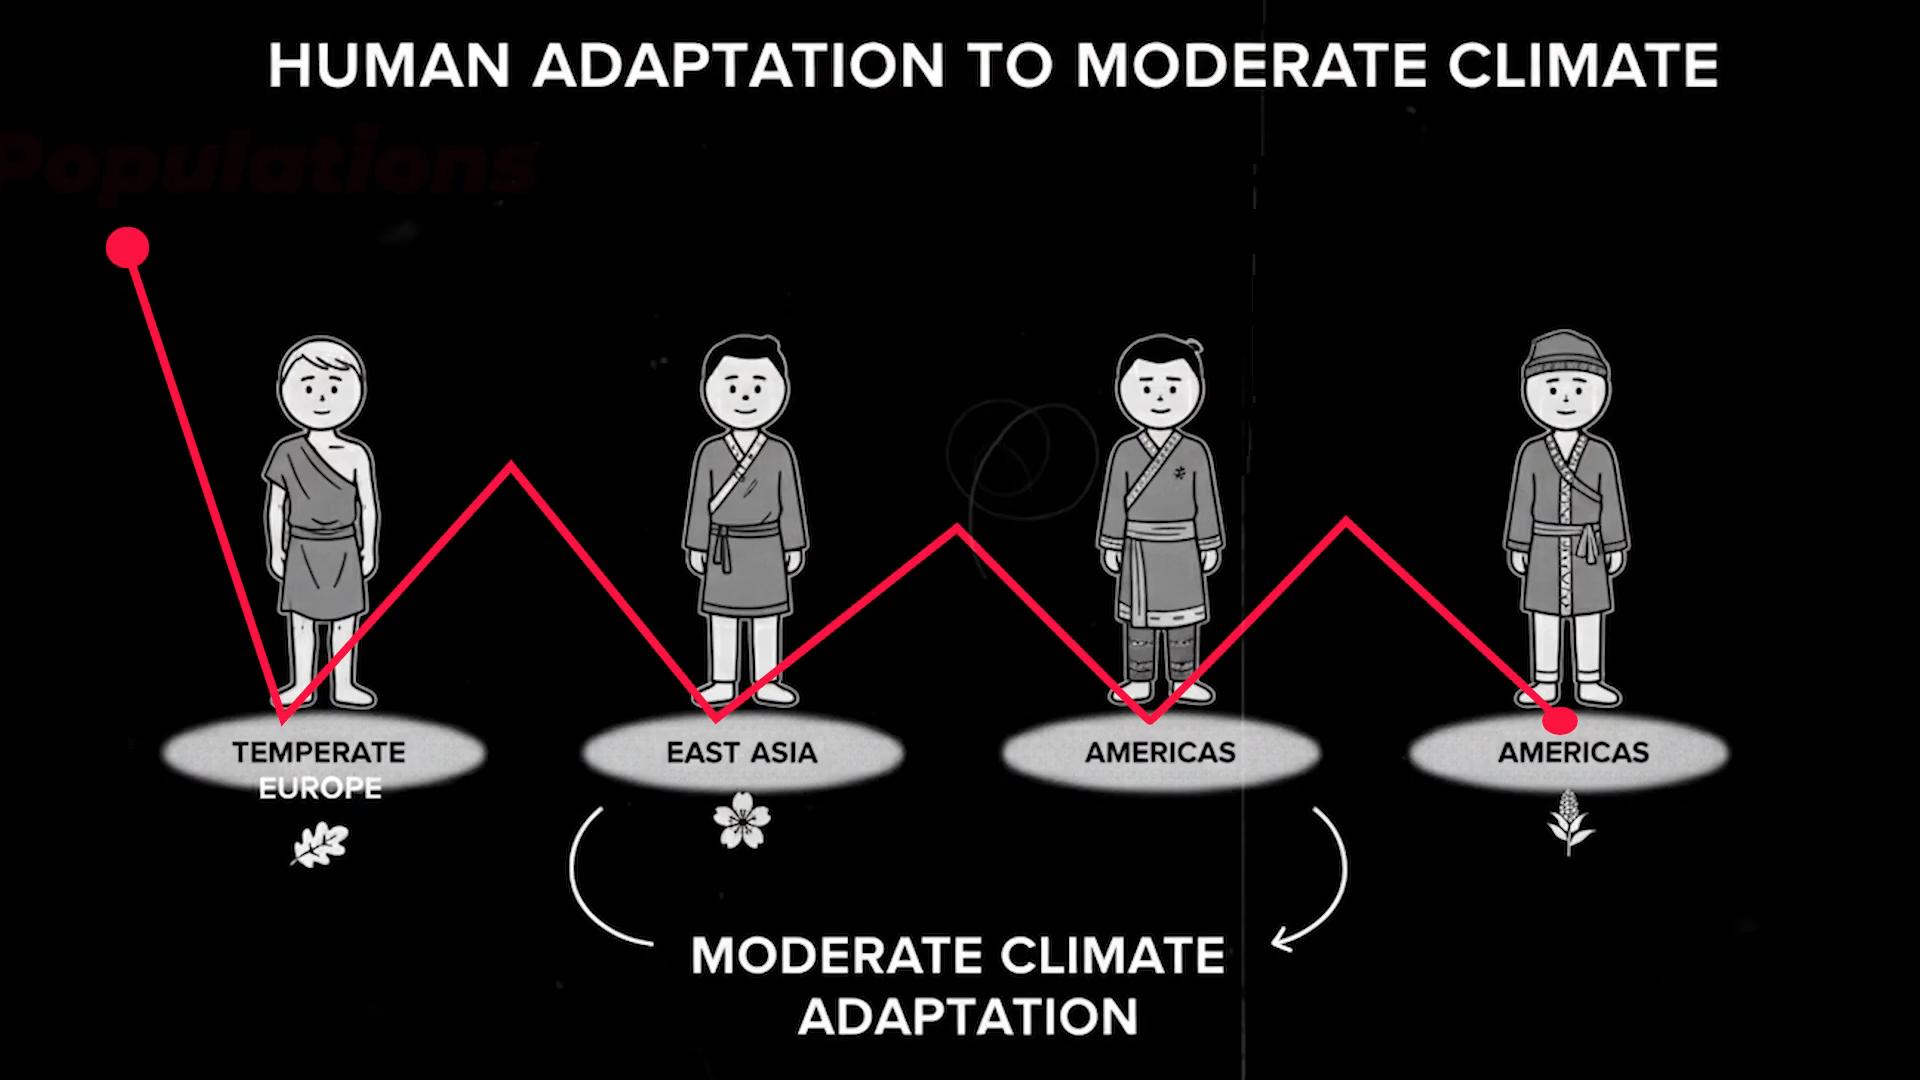 HUMAN ADAPTATION TO MODERATE CLIMATE
Populations
TEMPERATE
EUROPE
EAST ASIA
AMERICAS
AMERICAS
MODERATE CLIMATE
ADAPTATION